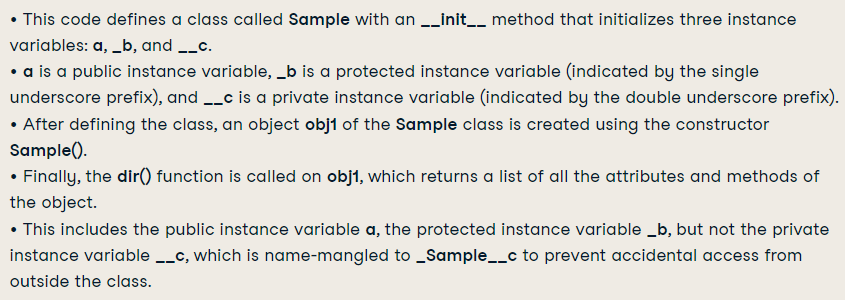 • This code defines a class called Sample with an __init__ method that initializes three instance
variables: a, _b, and __c.
• a is a public instance variable, _b is a protected instance variable (indicated by the single
underscore prefix), and __c is a private instance variable (indicated by the double underscore prefix).
• After defining the class, an object obj1 of the Sample class is created using the constructor
Sample().
• Finally, the dir() function is called on obj1, which returns a list of all the attributes and methods of
the object.
• This includes the public instance variable a, the protected instance variable _b, but not the private
instance variable __c, which is name-mangled to _Sample__c to prevent accidental access from
outside the class.